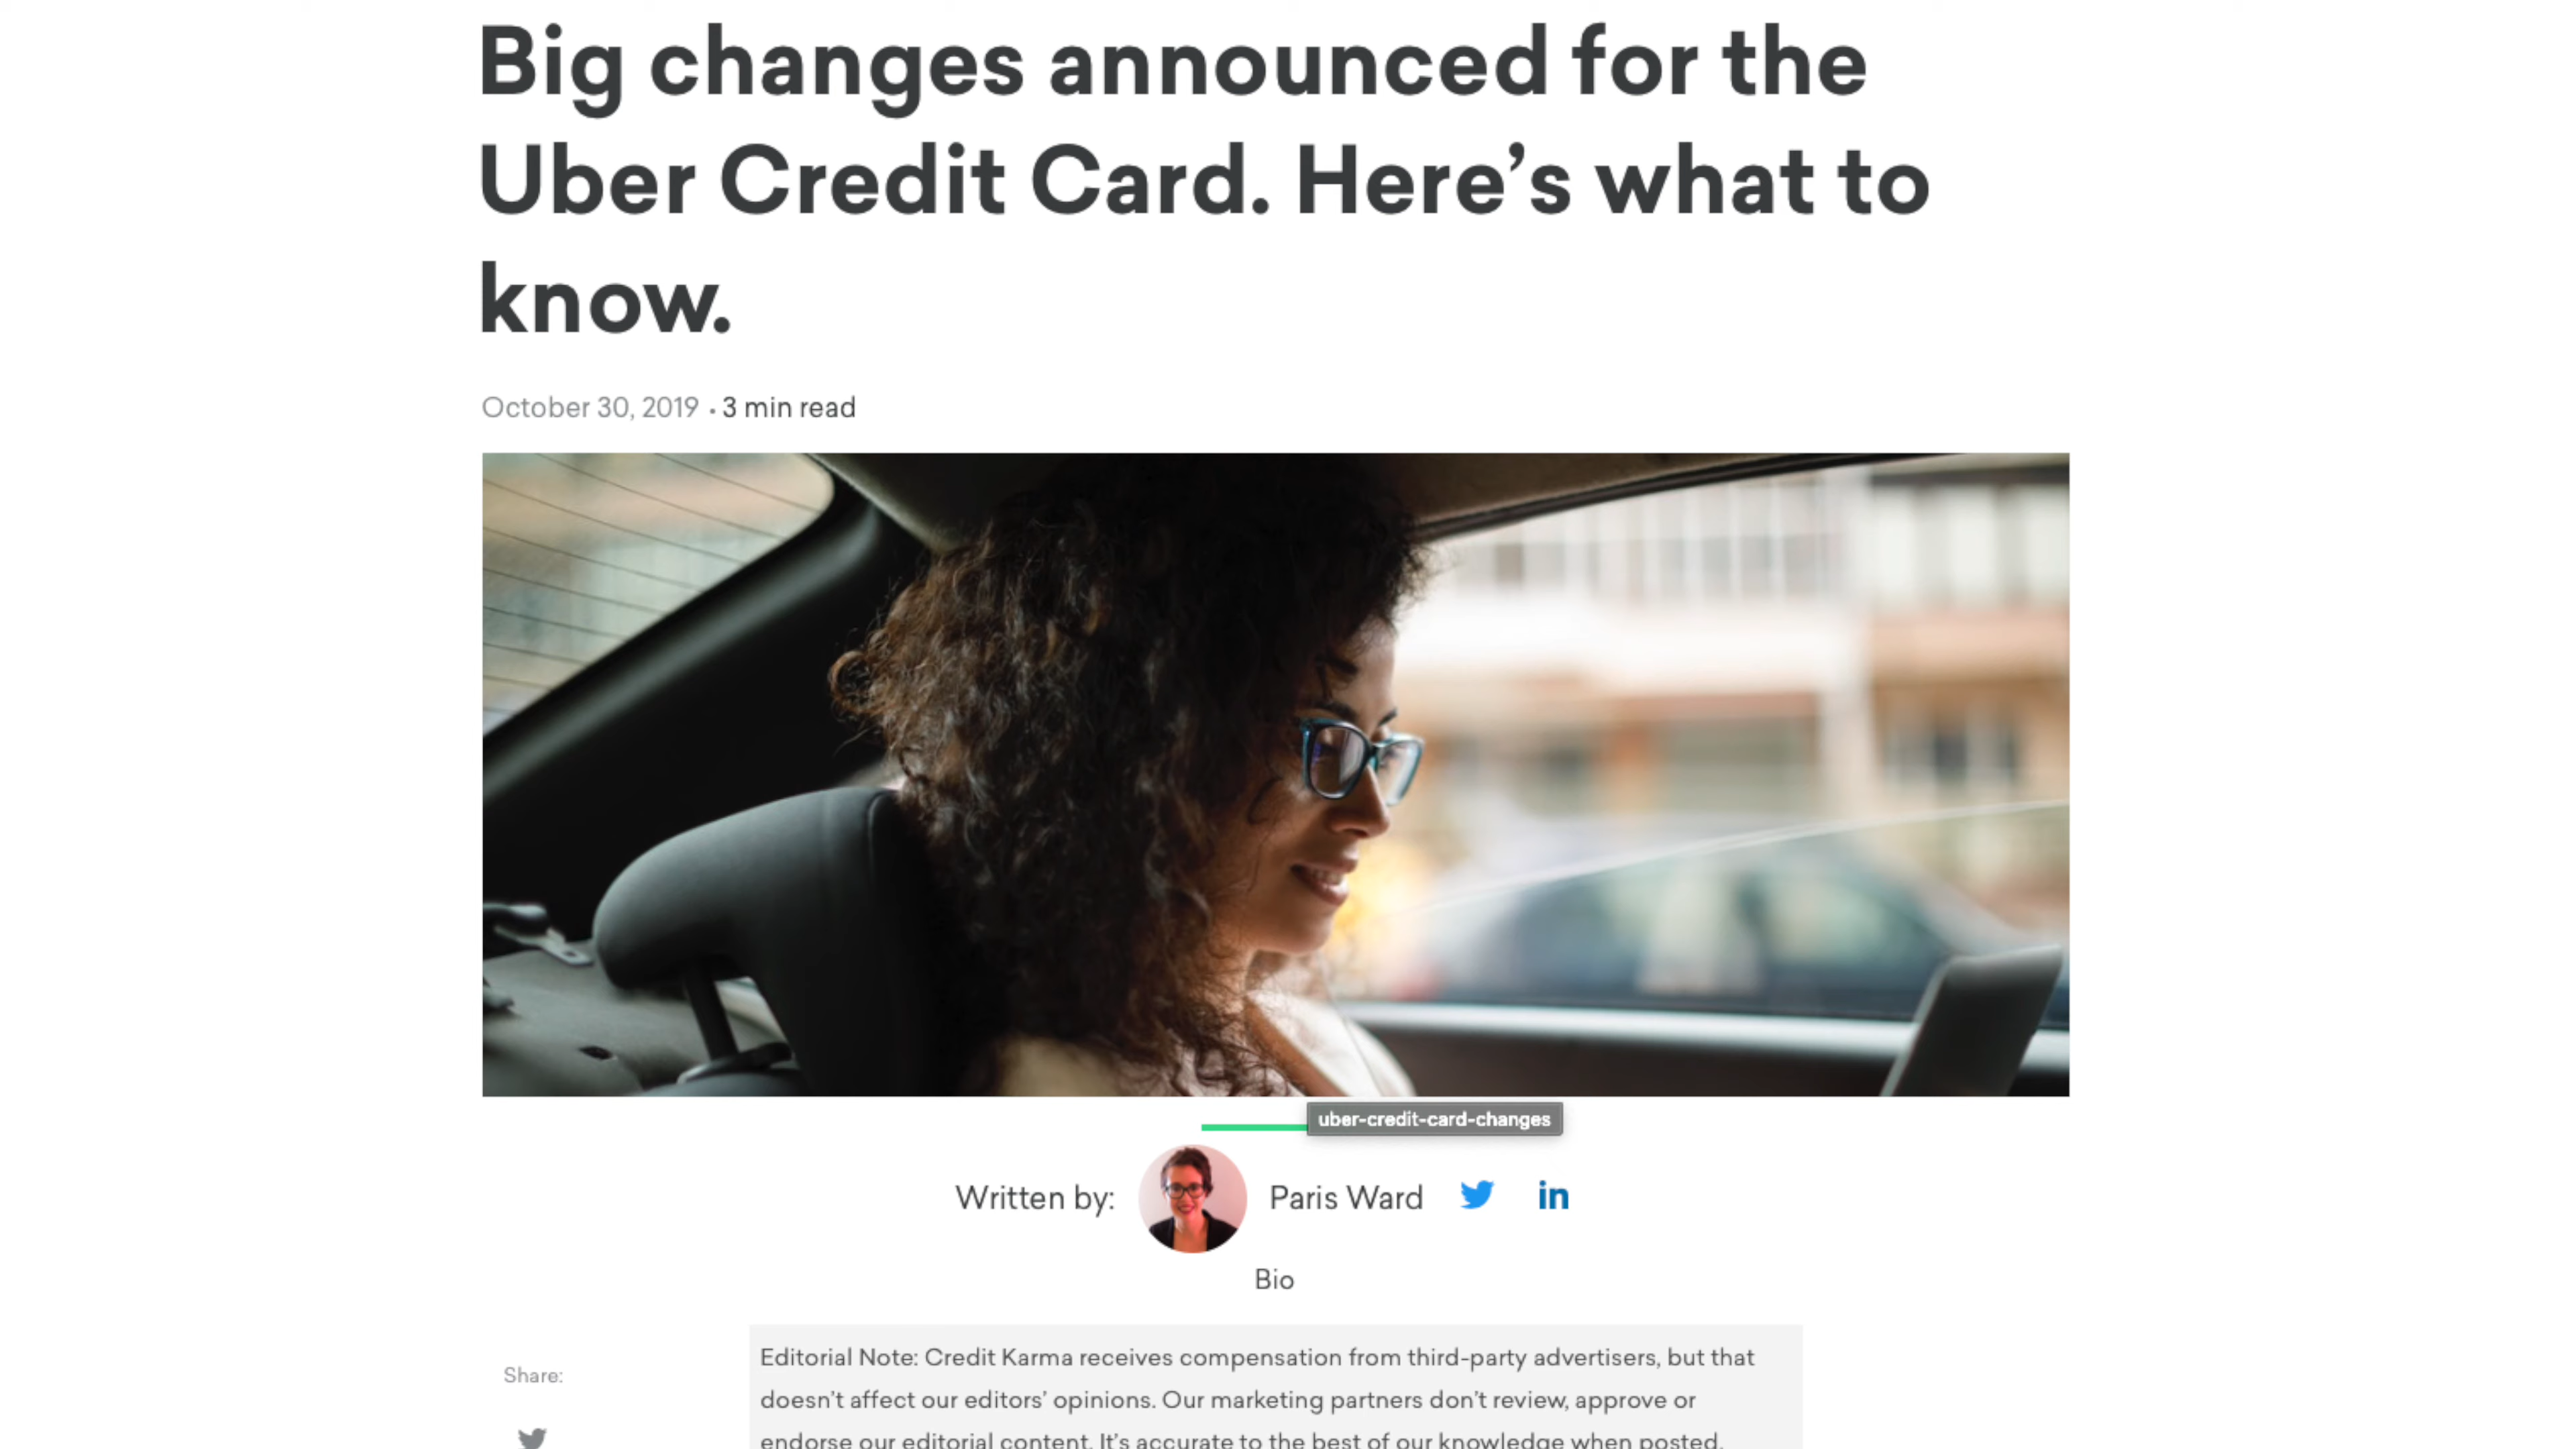 Big changes announced for the
Uber Credit Card. Here’s what to
know.
October 30, 2019 • 3 min read
uber-credit-card-changes
Written by:
Paris Ward
in
Bio
Share:
Editorial Note: Credit Karma receives compensation from third-party advertisers, but that
doesn’t affect our editors’ opinions. Our marketing partners don’t review, approve or
endorse our editorial content. It’s accurate to the best of our knowledge when posted.